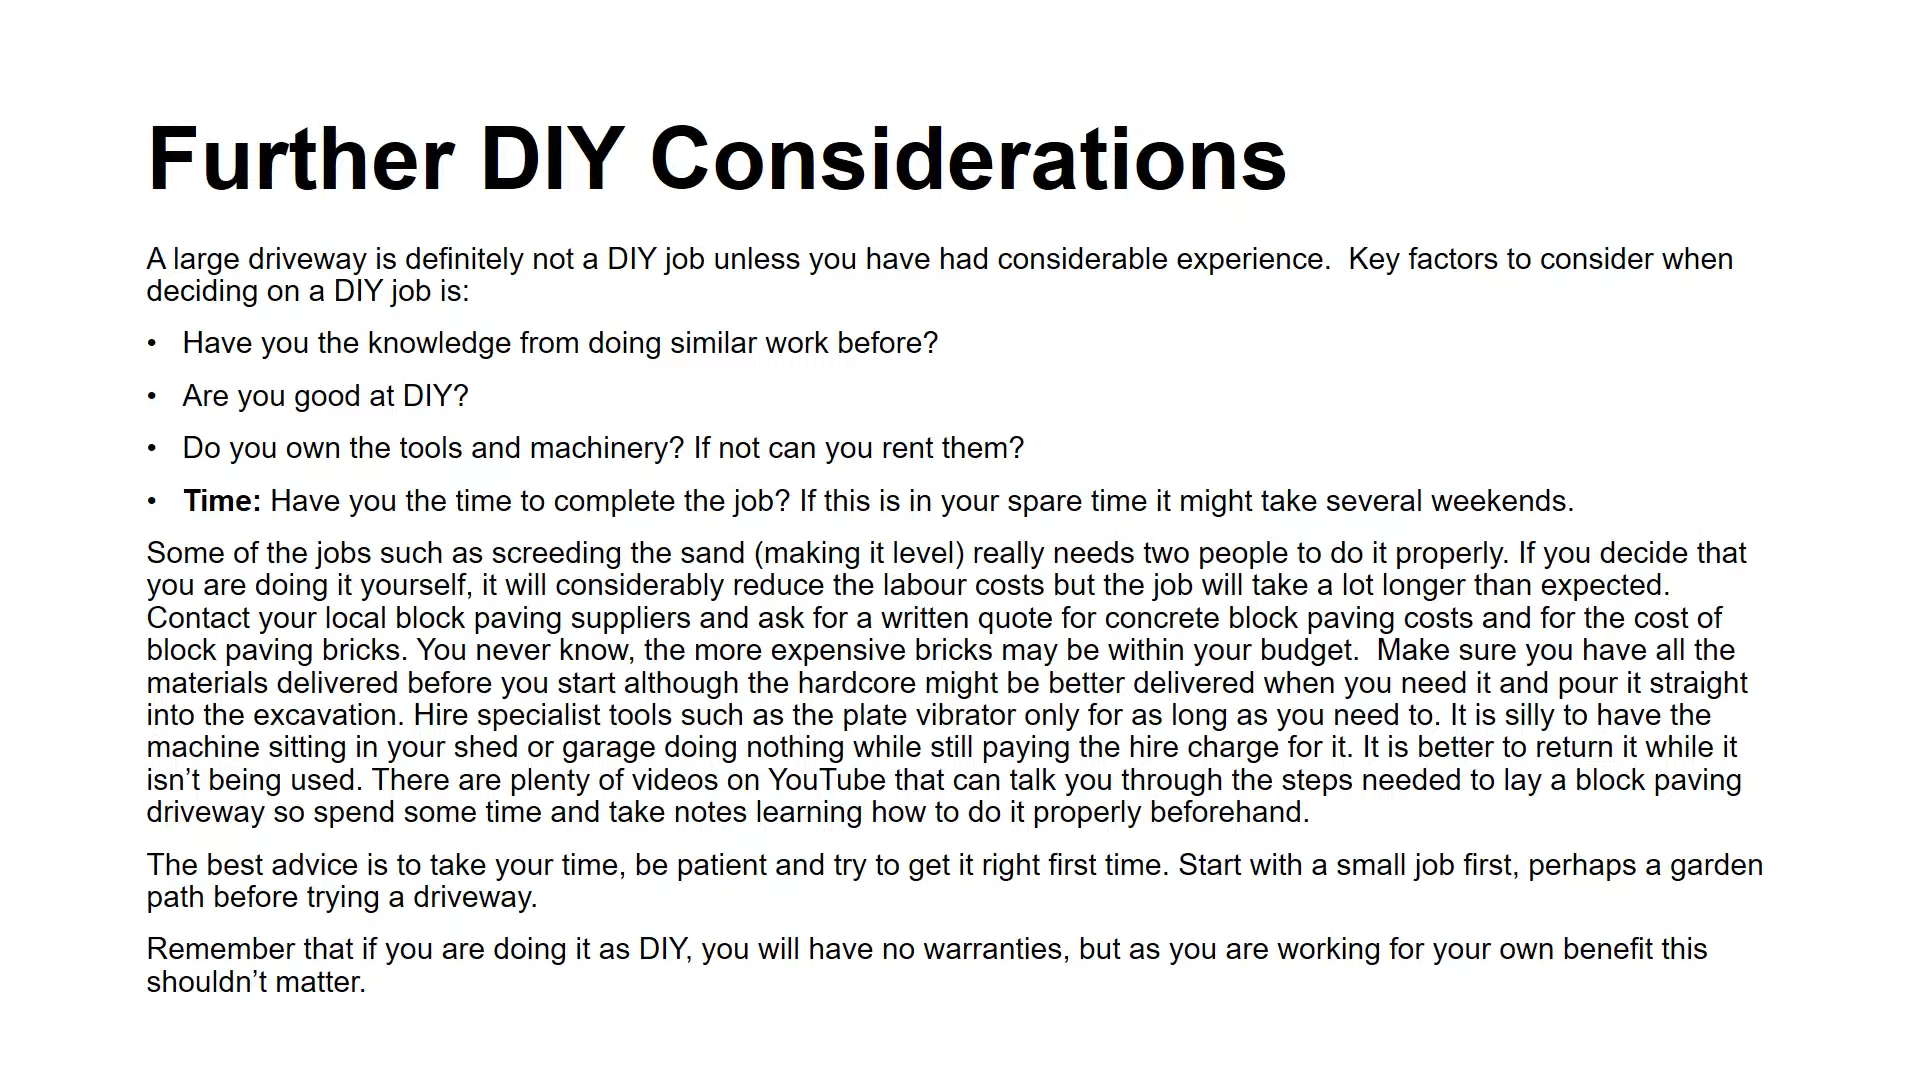 Further DIY Considerations
A large driveway is definitely not a DIY job unless you have had considerable experience.  Key factors to consider when
deciding on a DIY job is:
• Have you the knowledge from doing similar work before?
• Are you good at DIY?
• Do you own the tools and machinery? If not can you rent them?
• Time: Have you the time to complete the job? If this is in your spare time it might take several weekends.
Some of the jobs such as screeding the sand (making it level) really needs two people to do it properly. If you decide that
you are doing it yourself, it will considerably reduce the labour costs but the job will take a lot longer than expected.
Contact your local block paving suppliers and ask for a written quote for concrete block paving costs and for the cost of
block paving bricks. You never know, the more expensive bricks may be within your budget.  Make sure you have all the
materials delivered before you start although the hardcore might be better delivered when you need it and pour it straight
into the excavation. Hire specialist tools such as the plate vibrator only for as long as you need to. It is silly to have the
machine sitting in your shed or garage doing nothing while still paying the hire charge for it. It is better to return it while it
isn’t being used. There are plenty of videos on YouTube that can talk you through the steps needed to lay a block paving
driveway so spend some time and take notes learning how to do it properly beforehand.
The best advice is to take your time, be patient and try to get it right first time. Start with a small job first, perhaps a garden
path before trying a driveway.
Remember that if you are doing it as DIY, you will have no warranties, but as you are working for your own benefit this
shouldn’t matter.